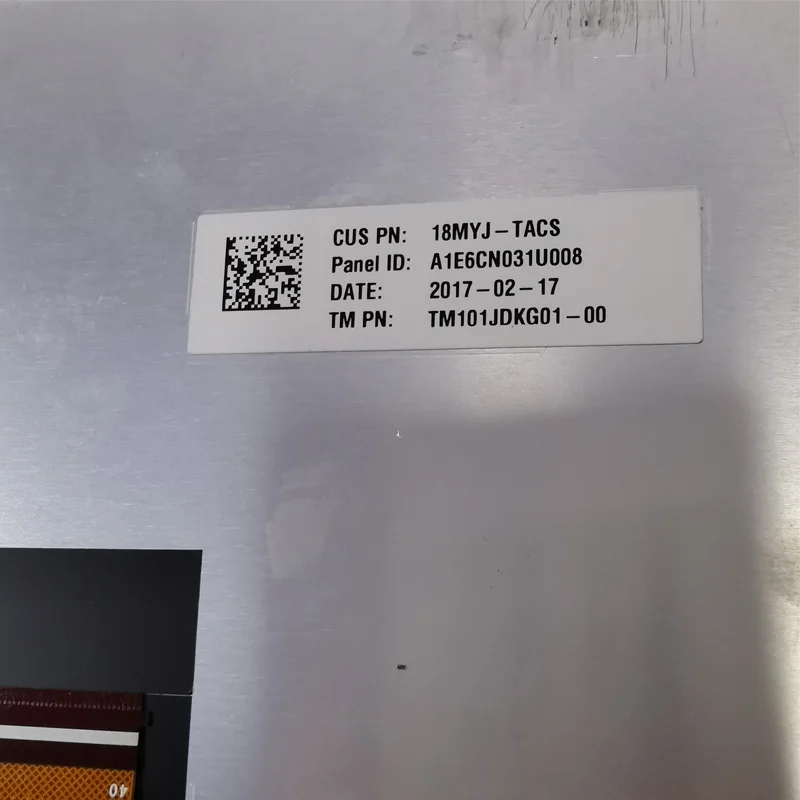 CUS PN: 18MYJ-TACS
Panel ID: A1E6CN031U008
DATE: 2017-02-17
TM PN: TM101JDKG01-00
40